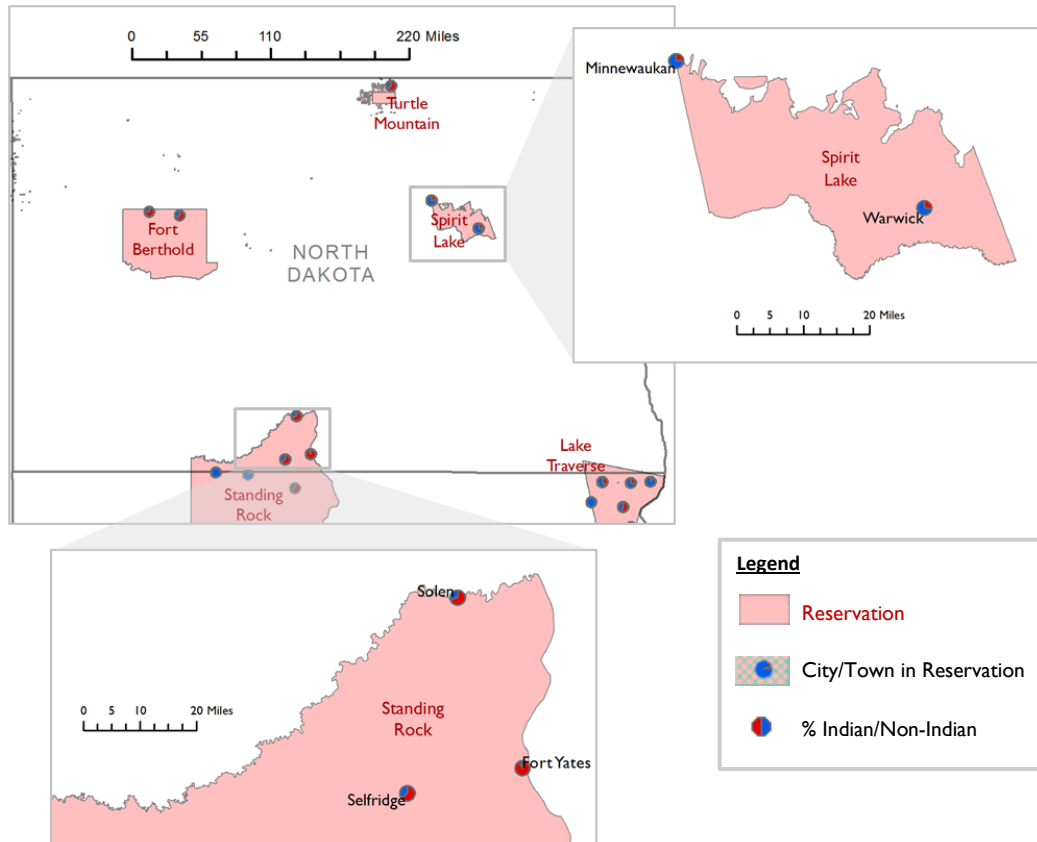 0 55 110 220 Miles
Turtle
Mountain
Fort
Berthold
NORTH
DAKOTA
Spirit
Lake
Lake
Traverse
Standing
Rock
Minnewaukan
Spirit
Lake
Warwick
0 5 10 20 Miles
Solen
Standing
Rock
0 5 10 20 Miles
Fort Yates
Selfridge
Legend
Reservation
City/Town in Reservation
% Indian/Non-Indian